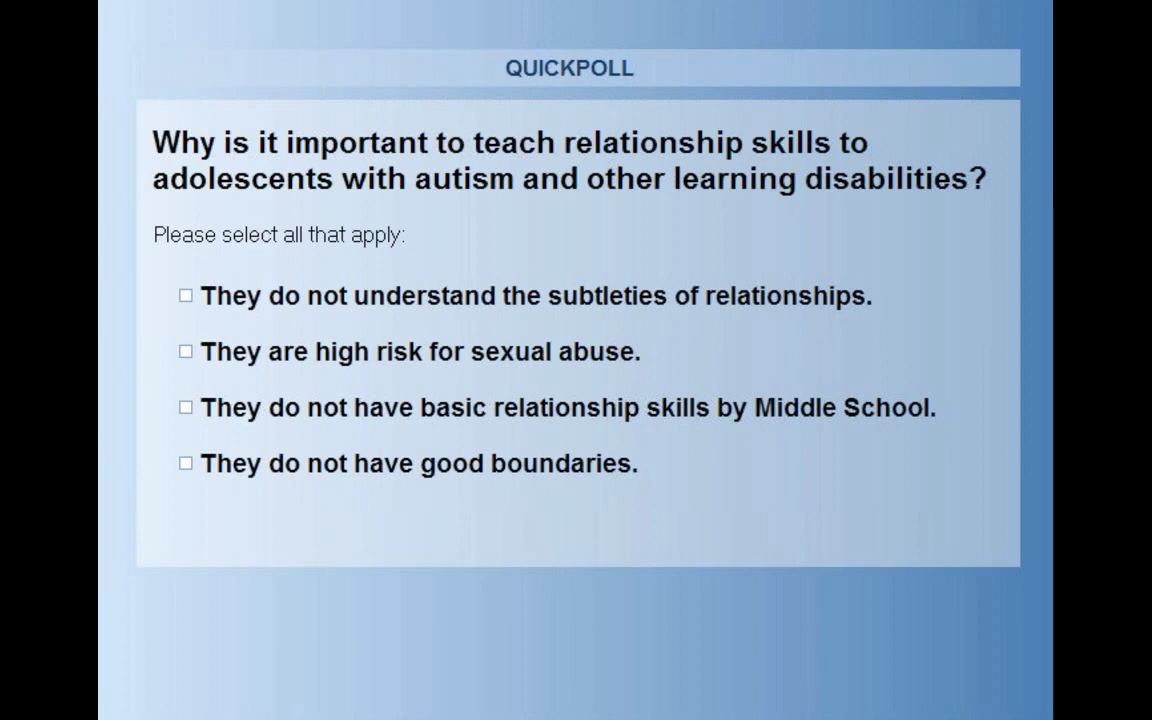 QUICKPOLL
Why is it important to teach relationship skills to
adolescents with autism and other learning disabilities?
Please select all that apply:
They do not understand the subtleties of relationships.
They are high risk for sexual abuse.
They do not have basic relationship skills by Middle School.
They do not have good boundaries.